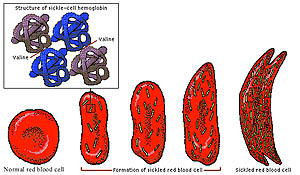 Structure of sickle-cell hemoglobin
Valine
Valine
Normal red blood cell
Formation of sickled red blood cell
Sickled red blood cell